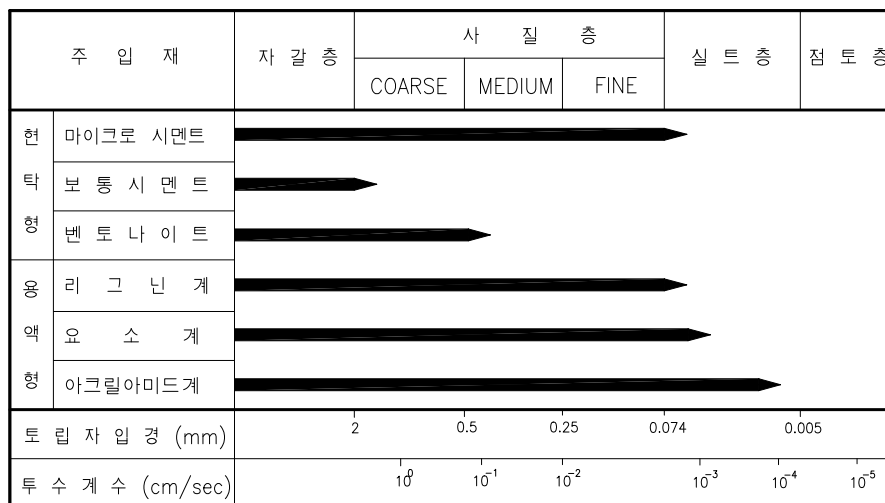 주 입 재 자 갈 층 사 질 층 실 트 층 점 토 층
COARSE MEDIUM FINE
현 탁 형
마이크로 시멘트
보 통 시 멘 트
벤 토 나 이 트
용 액 형
리 그 닌 계
요 소 계
아크릴아미드계
토 립 자 입 경 (mm) 2 0.5 0.25 0.074 0.005
투 수 계 수 (cm/sec) 10⁰ 10⁻¹ 10⁻² 10⁻³ 10⁻⁴ 10⁻⁵